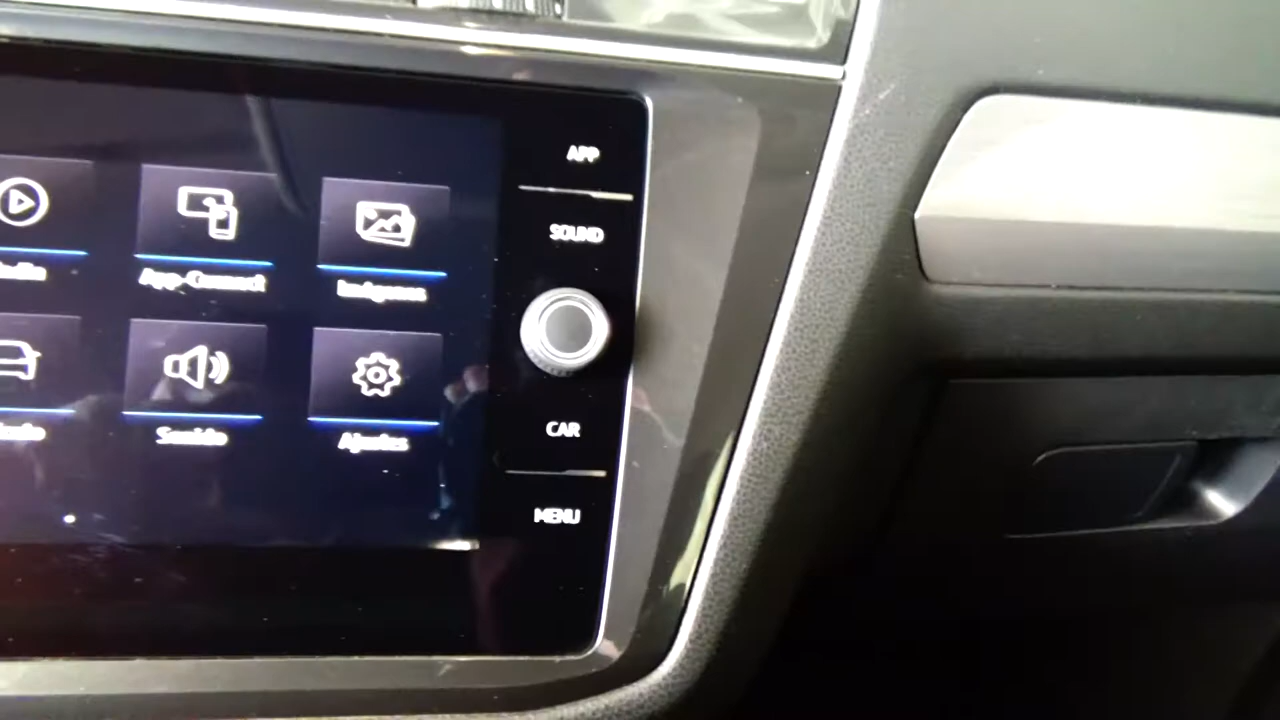 APP
SOUND
App-Connect
Imágenes
CAR
Sonido
Ajustes
MENU